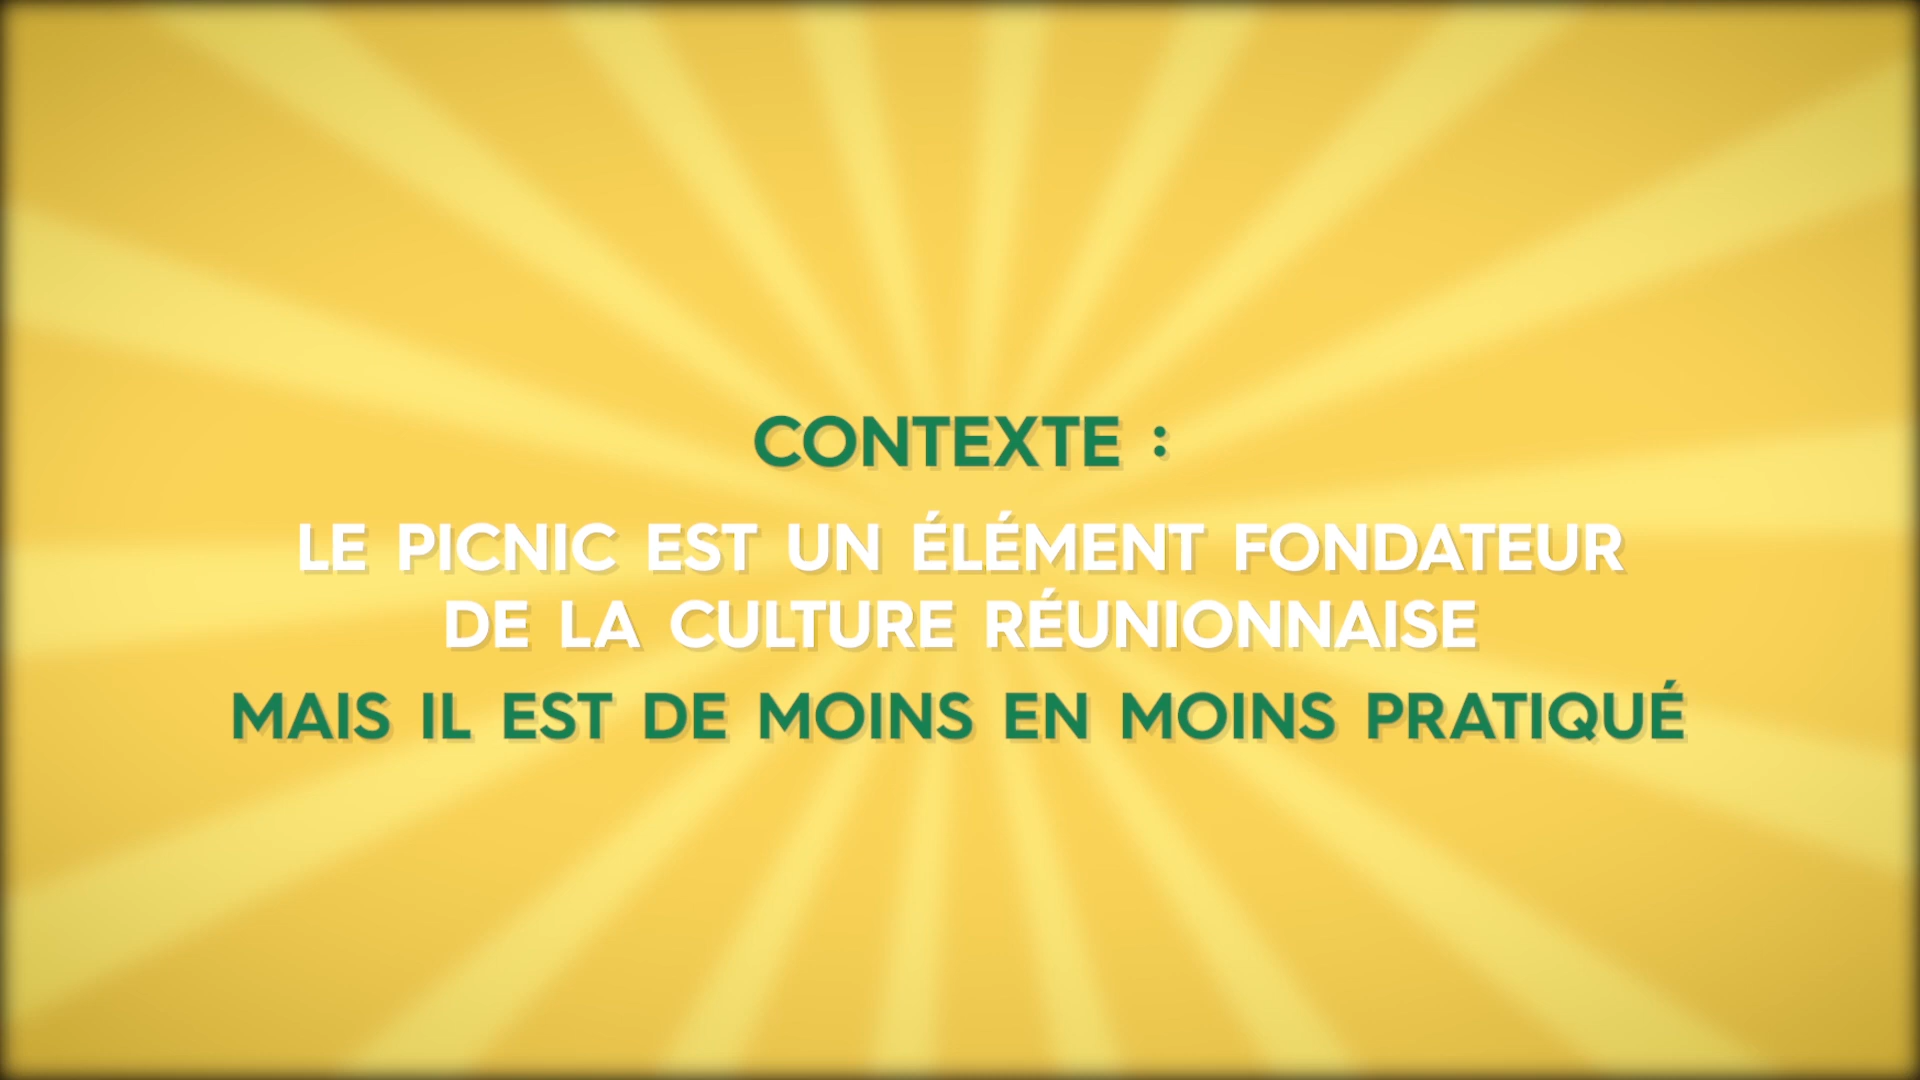 CONTEXTE :
LE PICNIC EST UN ÉLÉMENT FONDATEUR
DE LA CULTURE RÉUNIONNAISE
MAIS IL EST DE MOINS EN MOINS PRATIQUÉ